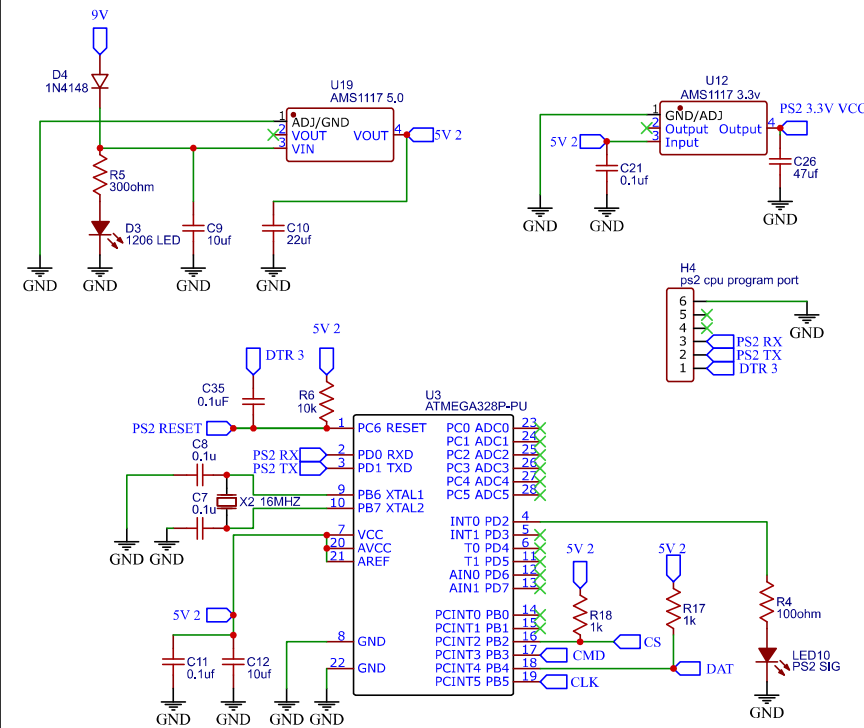 9V
D4
1N4148
U19
AMS1117 5.0
1 ADJ/GND
2 VOUT VOUT 4 5V 2
3 VIN
R5
300ohm
D3
1206 LED
C9
10uf
C10
22uf
GND GND GND GND
U12
AMS1117 3.3v
PS2 3.3V VCC
1 GND/ADJ
2 Output Output 4
3 Input
5V 2
C21
0.1uf
C26
47uf
GND GND GND
H4
ps2 cpu program port
6
5
4
3 PS2 RX
2 PS2 TX
1 DTR 3
GND
5V 2
DTR 3
C35
0.1uF
R6
10k
U3
ATMEGA328P-PU
PS2 RESET 1 PC6 RESET
PS2 RX 2 PD0 RXD
PS2 TX 3 PD1 TXD
C8
0.1u
C7
0.1u
X2 16MHZ
9 PB6 XTAL1
10 PB7 XTAL2
GND GND
7 VCC
20 AVCC
21 AREF
5V 2
8 GND
22 GND
C11
0.1uf
C12
10uf
GND GND GND GND
PC0 ADC0 23
PC1 ADC1 24
PC2 ADC2 25
PC3 ADC3 26
PC4 ADC4 27
PC5 ADC5 28
INT0 PD2 4
INT1 PD3 5
T0 PD4 6
T1 PD5 11
AIN0 PD6 12
AIN1 PD7 13
PCINT0 PB0 14
PCINT1 PB1 15
PCINT2 PB2 16 CS
PCINT3 PB3 17 CMD
PCINT4 PB4 18 DAT
PCINT5 PB5 19 CLK
5V 2
R18
1k
5V 2
R17
1k
R4
100ohm
LED10
PS2 SIG
GND